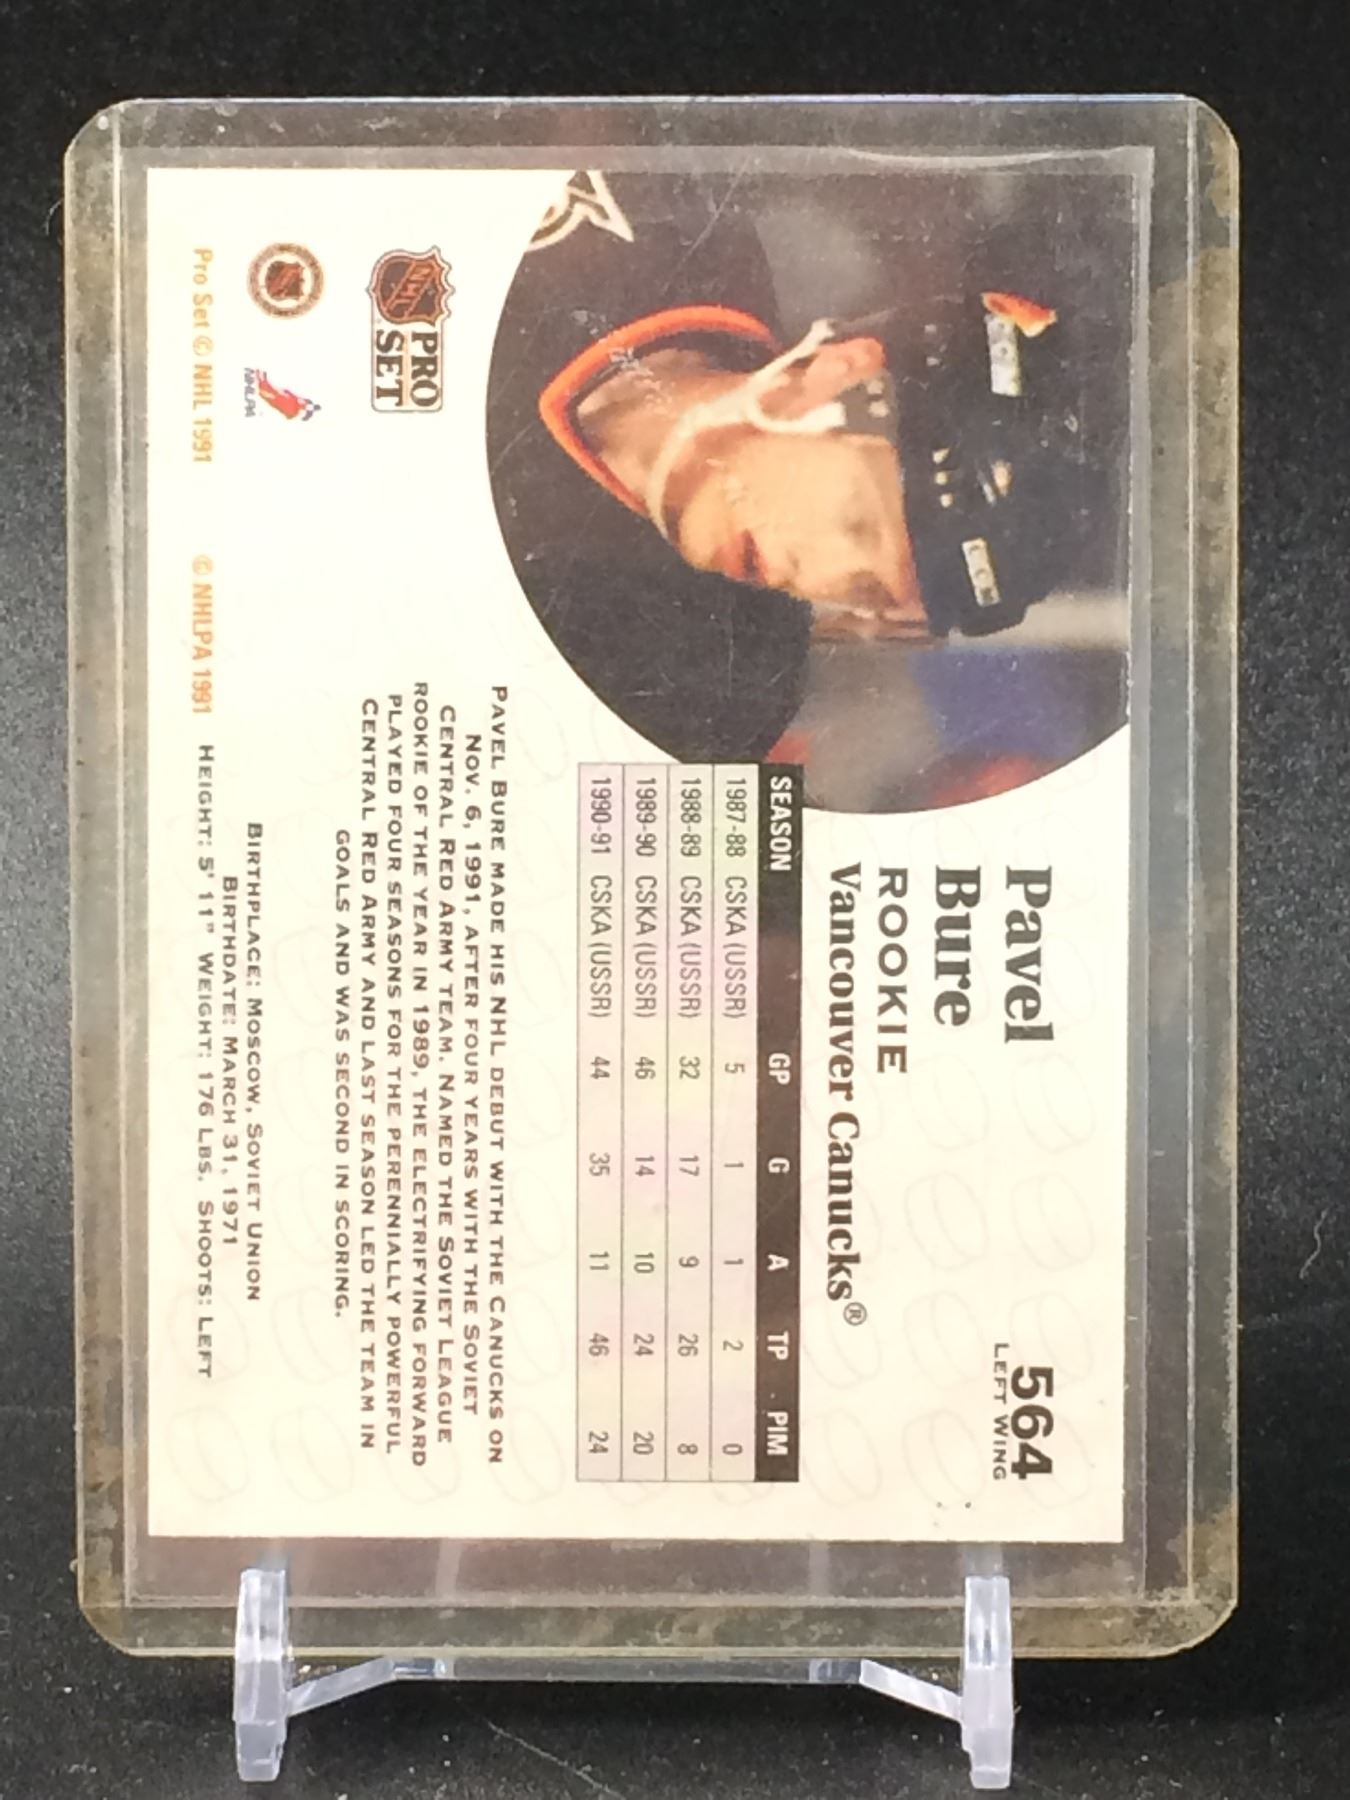 Pavel
Bure
ROOKIE
Vancouver Canucks®
564
LEFT WING
CCM
SEASON GP G A TP PIM
1987-88 CSKA (USSR) 5 1 1 2 0
1988-89 CSKA (USSR) 32 17 9 26 8
1989-90 CSKA (USSR) 46 14 10 24 20
1990-91 CSKA (USSR) 44 35 11 46 24
PAVEL BURE MADE HIS NHL DEBUT WITH THE CANUCKS ON
NOV. 6, 1991, AFTER FOUR YEARS WITH THE SOVIET
CENTRAL RED ARMY TEAM. NAMED THE SOVIET LEAGUE
ROOKIE OF THE YEAR IN 1989, THE ELECTRIFYING FORWARD
PLAYED FOUR SEASONS FOR THE PERENNIALLY POWERFUL
CENTRAL RED ARMY AND LAST SEASON LED THE TEAM IN
GOALS AND WAS SECOND IN SCORING.
NHL
PRO
SET
NHLPA
BIRTHPLACE: MOSCOW, SOVIET UNION
BIRTHDATE: MARCH 31, 1971
HEIGHT: 5' 11" WEIGHT: 176 LBS. SHOOTS: LEFT
Pro Set © NHL 1991 © NHLPA 1991